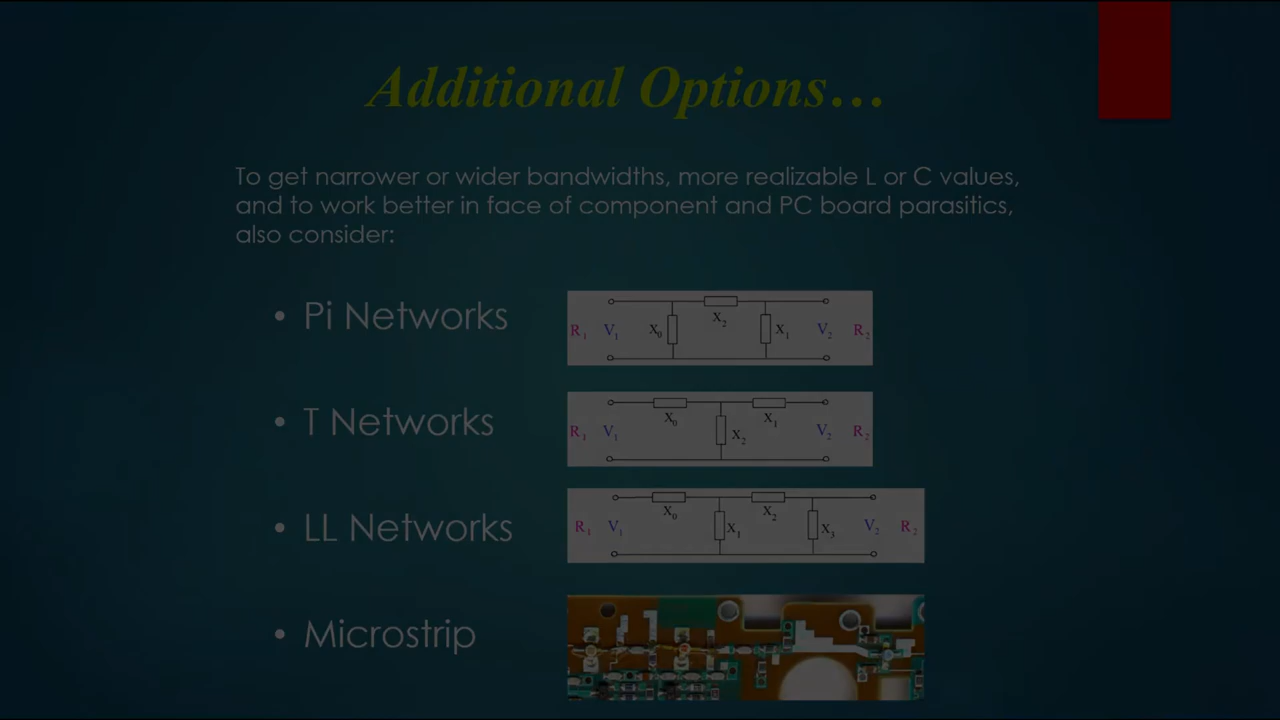 Additional Options…
To get narrower or wider bandwidths, more realizable L or C values,
and to work better in face of component and PC board parasitics,
also consider:
• Pi Networks
R1 V1 X0 X2 X1 V2 R2
• T Networks
R1 V1 X0 X2 X1 V2 R2
• LL Networks
R1 V1 X0 X1 X2 X3 V2 R2
• Microstrip